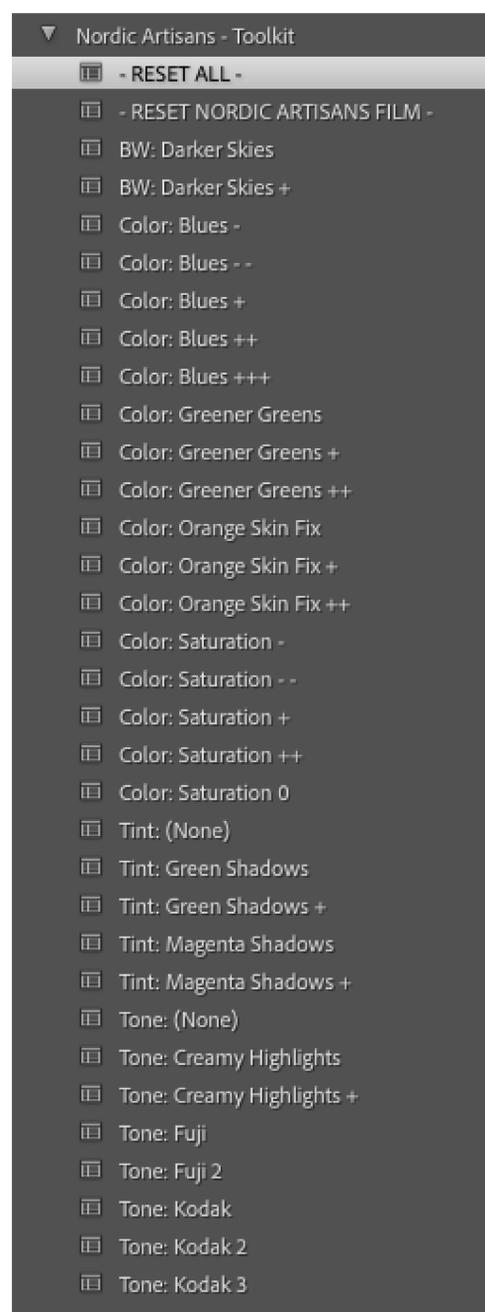 Nordic Artisans - Toolkit
- RESET ALL -
- RESET NORDIC ARTISANS FILM -
BW: Darker Skies
BW: Darker Skies +
Color: Blues -
Color: Blues - -
Color: Blues +
Color: Blues ++
Color: Blues +++
Color: Greener Greens
Color: Greener Greens +
Color: Greener Greens ++
Color: Orange Skin Fix
Color: Orange Skin Fix +
Color: Orange Skin Fix ++
Color: Saturation -
Color: Saturation - -
Color: Saturation +
Color: Saturation ++
Color: Saturation 0
Tint: (None)
Tint: Green Shadows
Tint: Green Shadows +
Tint: Magenta Shadows
Tint: Magenta Shadows +
Tone: (None)
Tone: Creamy Highlights
Tone: Creamy Highlights +
Tone: Fuji
Tone: Fuji 2
Tone: Kodak
Tone: Kodak 2
Tone: Kodak 3